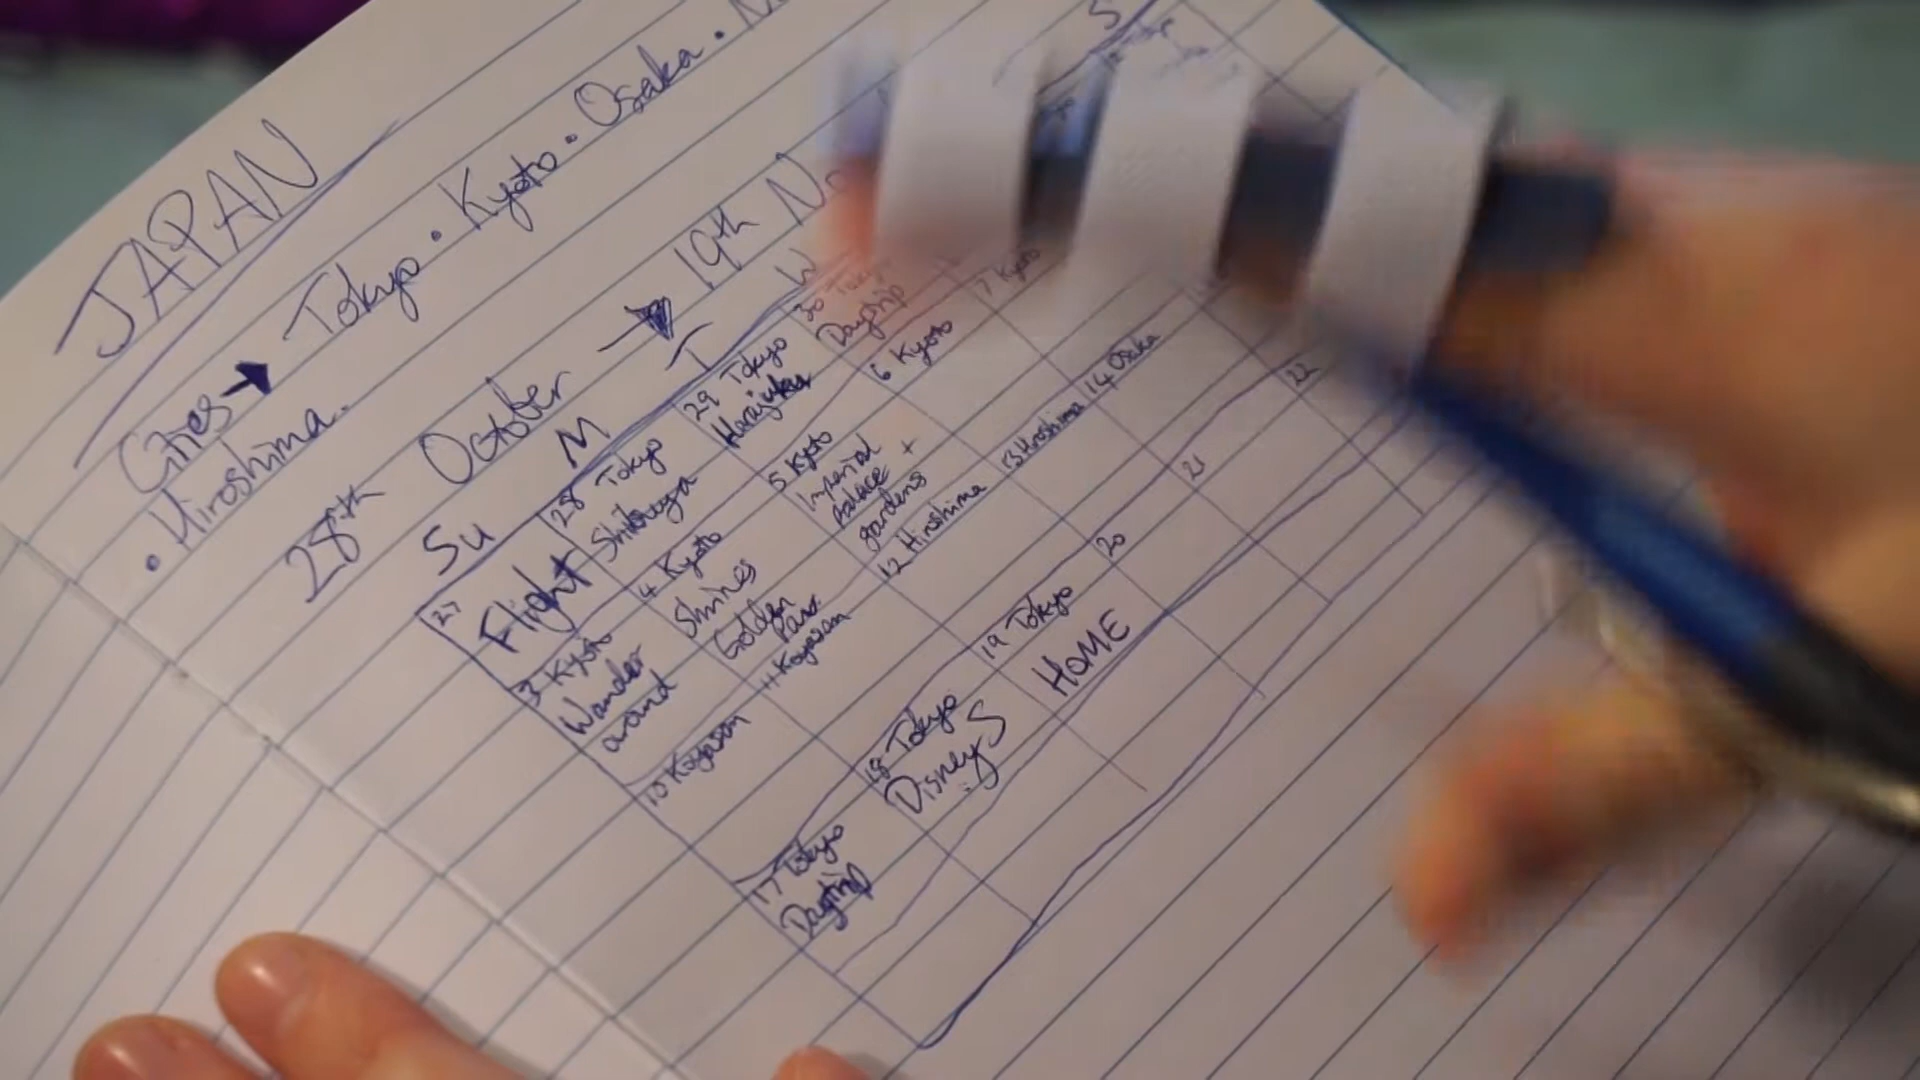 JAPAN
Cities → Tokyo • Kyoto • Osaka •
• Hiroshima.
28th October → 19th
Su M T W
27 Flight
28 Tokyo
Shibuya
29 Tokyo
Harajuku
30
Daytrip
S
3 Kyoto
Wander
around
4 Kyoto
Shrines
Golden
Pav
5 Kyoto
Imperial
palace +
gardens
6 Kyoto
7 Kyoto
10 Koyasan
11 Koyasan
12 Hiroshima
13 Hiroshima
14 Osaka
17 Tokyo
Daytrip
18 Tokyo
DisneyS
19 Tokyo
HOME
20
21
22